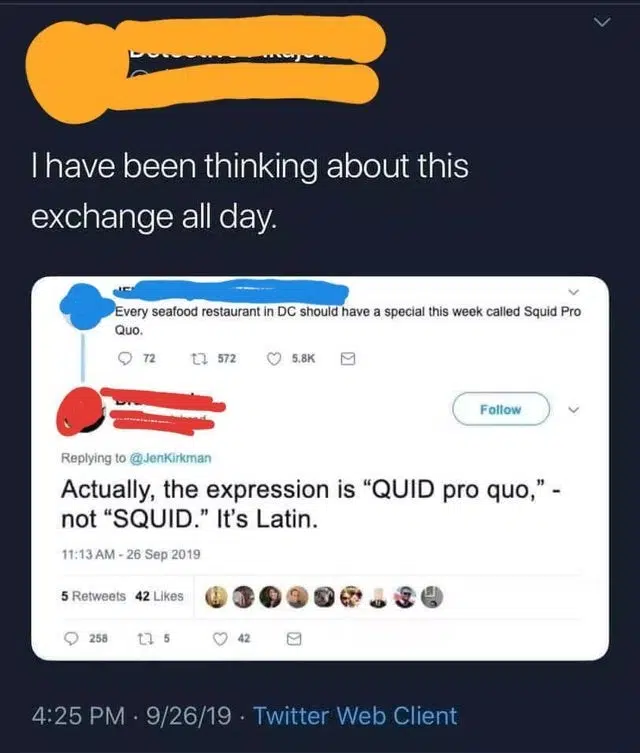 I have been thinking about this
exchange all day.
Every seafood restaurant in DC should have a special this week called Squid Pro
Quo.
72 572 5.8K
Follow
Replying to @JenKirkman
Actually, the expression is “QUID pro quo,” -
not “SQUID.” It’s Latin.
11:13 AM - 26 Sep 2019
5 Retweets 42 Likes
258 5 42
4:25 PM · 9/26/19 · Twitter Web Client